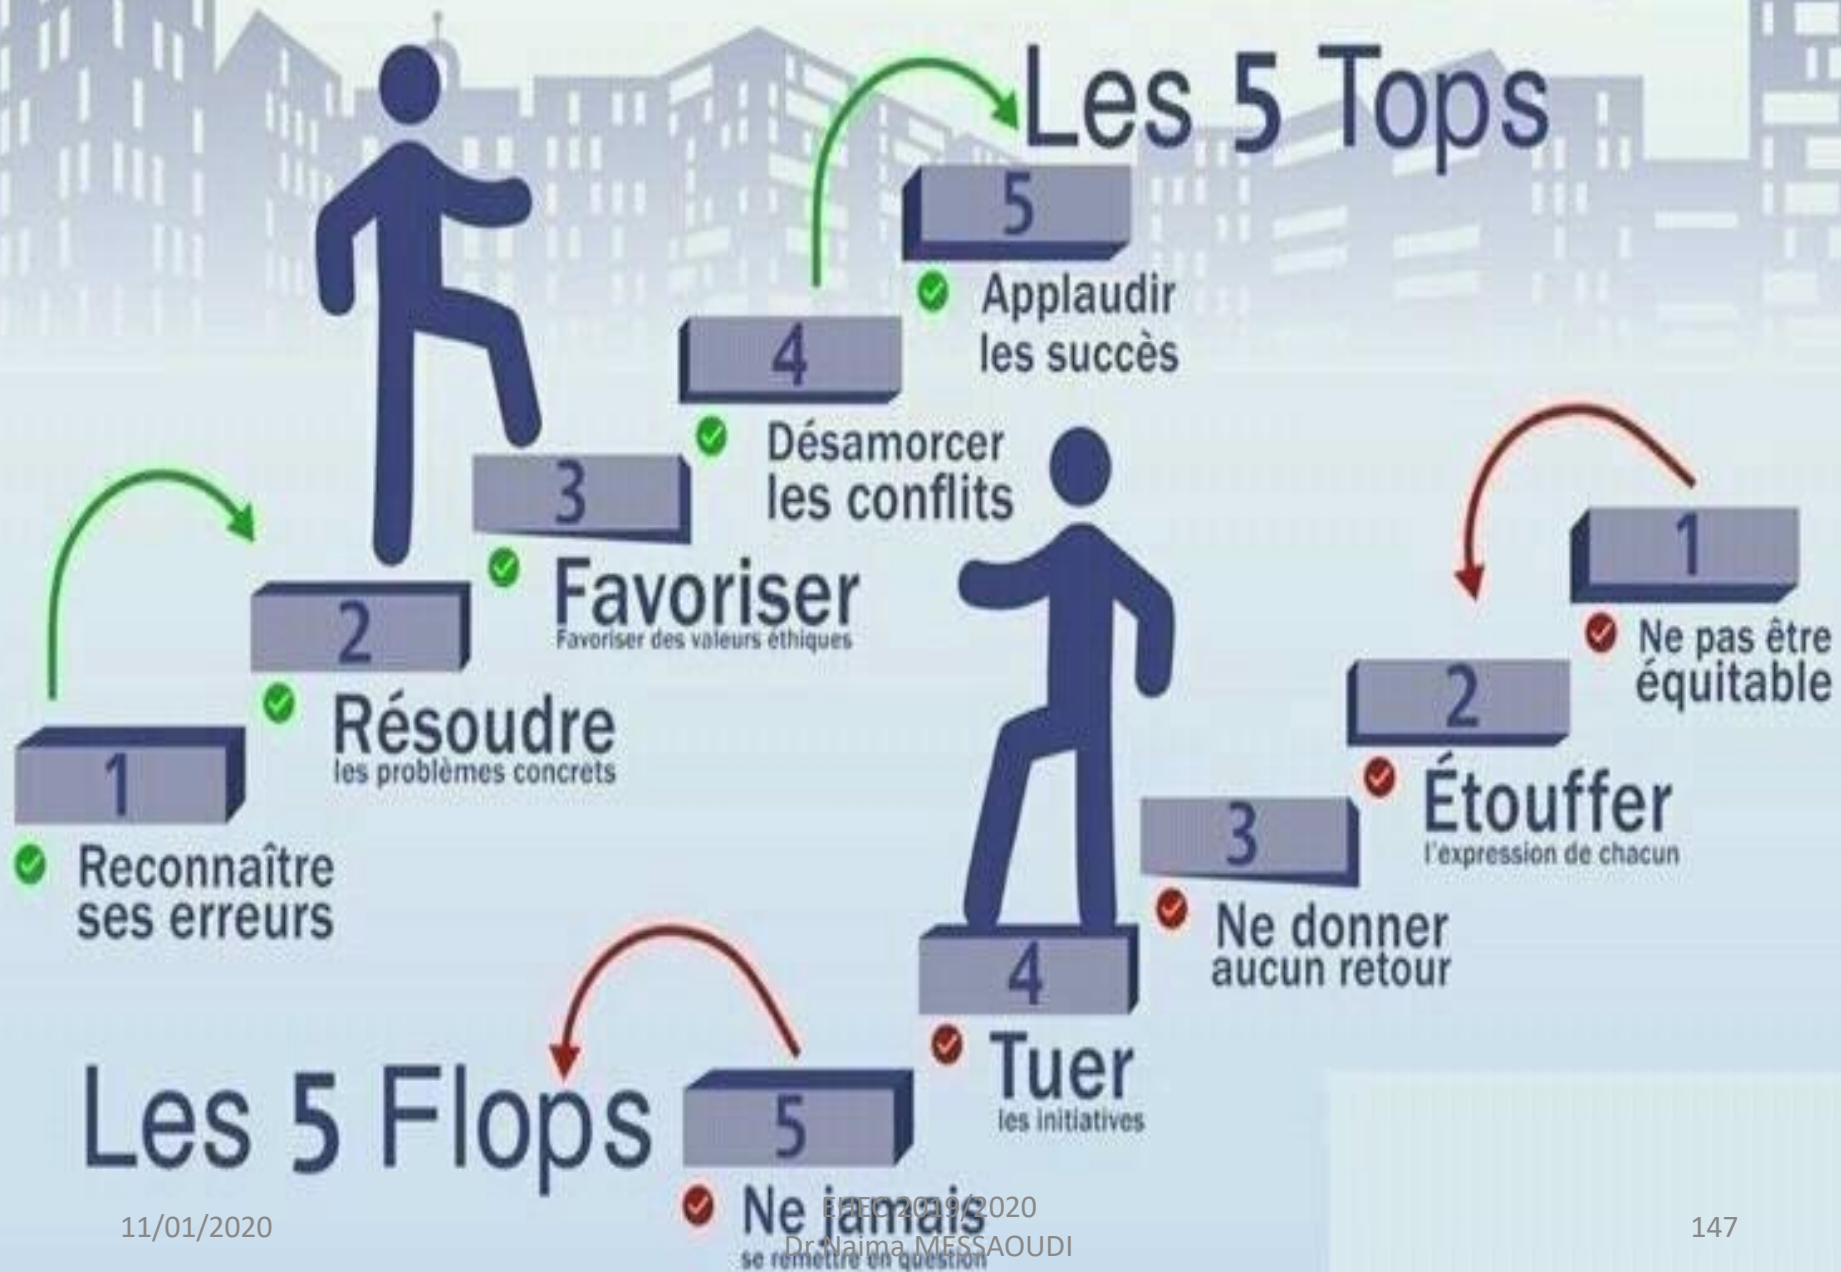 Les 5 Tops
5
Applaudir
les succès
4
Désamorcer
les conflits
3
Favoriser
Favoriser des valeurs éthiques
2
Résoudre
les problèmes concrets
1
Reconnaître
ses erreurs
1
Ne pas être
équitable
2
Étouffer
l'expression de chacun
3
Ne donner
aucun retour
4
Tuer
les initiatives
Les 5 Flops
5
Ne jamais
se remettre en question
11/01/2020
EHEC 2019/2020
Dr Naima MESSAOUDI
147